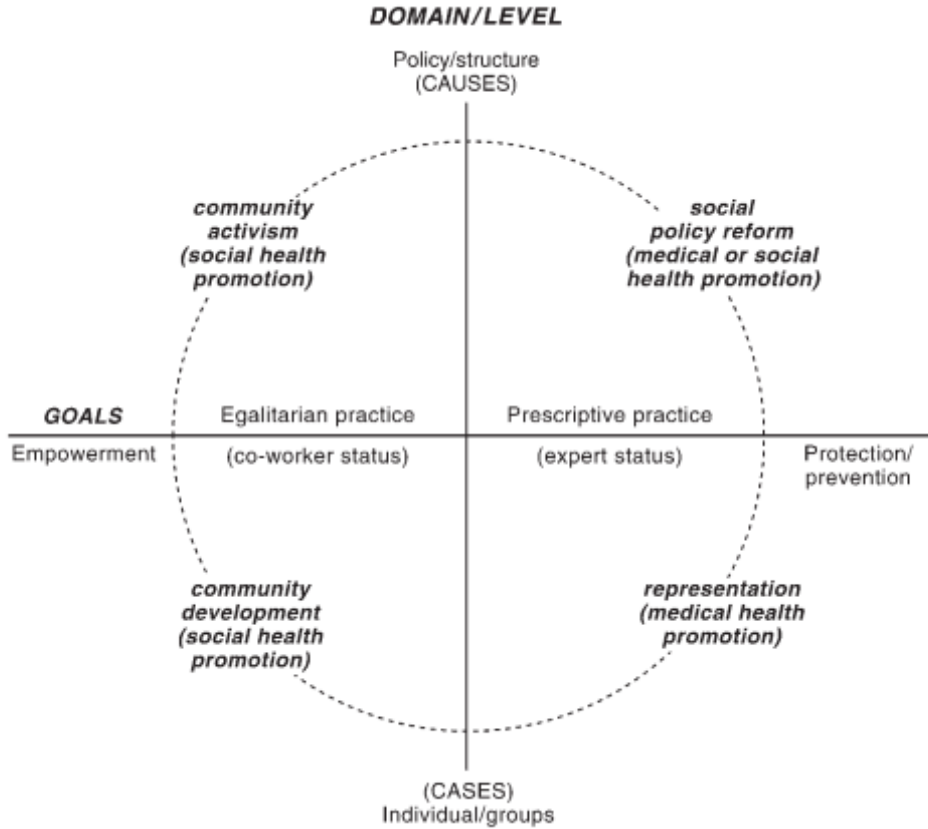 DOMAIN/LEVEL
Policy/structure
(CAUSES)
community
activism
(social health
promotion)
social
policy reform
(medical or social
health promotion)
GOALS
Egalitarian practice
Prescriptive practice
Empowerment
(co-worker status)
(expert status)
Protection/
prevention
community
development
(social health
promotion)
representation
(medical health
promotion)
(CASES)
Individual/groups